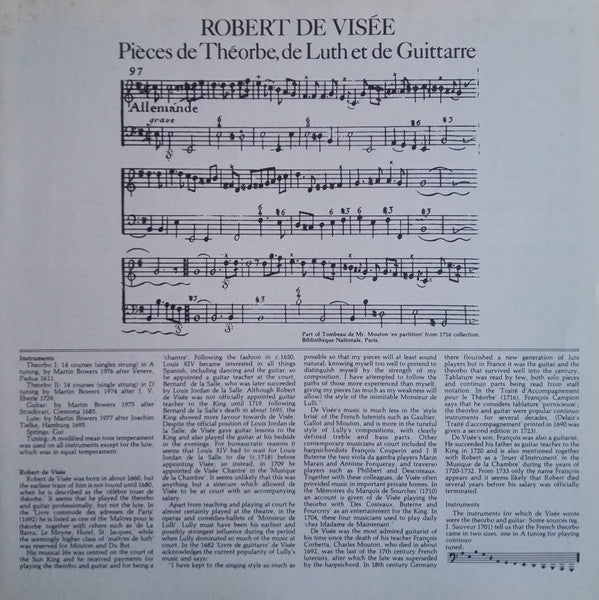 ROBERT DE VISÉE
Pièces de Théorbe, de Luth et de Guittarre
97
Allemande
grave
Part of Tombeau de Mr. Mouton 'en partition' from 1716 collection.
Bibliothèque Nationale, Paris.
Instruments
Theorbo I: 14 courses (singles strung) in A
tuning, by Martin Bowers 1976 after Venere,
Padua 1611
Theorbo II: 14 courses (single strung) in D
tuning by Martin Bowers 1974 after J. V.
Eberle 1729.
Guitar: by Martin Bowers 1975 after
Stradivari, Cremona 1685.
Lute: by Martin Bowers 1977 after Joachim
Tielke, Hamburg 1695.
Strings: Gut
Tuning: A modified mean tone temperament
was used on all instruments except for the lute,
which was in equal temperament.
Robert de Visée
Robert de Visée was born at about 1660, but
the earliest trace of him is not found until 1680,
when he is described as the 'célèbre joueur de
théorbe'. It seems that he played the theorbo
and guitar professionally, but not the lute. In
the 'Livre commode des adresses de Paris'
(1692) he is listed as one of the 'Maîtres pour le
théorbe' together with others such as 'de la
Barra, Le Moyne, Hurel, St. Sanson', while
the seemingly higher class of 'maîtres de luth'
was reserved for Mouton and Du But.
His musical life was centred on the court of
the Sun King and he received payments for
playing the theorbo and guitar and for being a
'chantre'. Following the fashion in c.1650,
Louis XIV became interested in all things
Spanish, including dancing and the guitar, so
he appointed a teacher at the court called
Bernard de la Salle, who was later succeeded
by Louis Jordan de la Salle. Although Robert
de Visée was not officially appointed guitar
teacher to the King until 1719, following
Bernard de la Salle's death in about 1695, the
King showed more favour towards de Visée.
Despite the official position of Louis Jordan de
la Salle, de Visée gave guitar lessons to the
King and also played the guitar at his bedside
in the evenings. For bureaucratic reasons it
seems that Louis XIV had to wait for Louis
Jordan de la Salle to die (c.1718) before
appointing Visée; so instead, in 1709 he
appointed de Visée 'Chantre' in the 'Musique
de la Chambre'. It seems unlikely that this was
anything but a sinecure which allowed de
Visée to be at court with an accompanying
salary.
Apart from teaching and playing at court he
almost certainly played at the theatre, in the
opera and comédies ballets of 'Monsieur de
Lulli'. Lully must have been his earliest and
possibly strongest influence during the period
when Lully dominated so much of the music at
court. In the 1682 'Livre de guittarre' de Visée
acknowledges the current popularity of Lully's
music and says:
"I have kept to the singing style as much as
possible so that my pieces will at least sound
natural; knowing myself too well to pretend to
distinguish myself by the strength of my
composition, I have attempted to follow the
paths of those more experienced than myself,
giving my pieces (as much as my weakness will
allow) the style of the inimitable Monsieur de
Lulli."
De Visée's music is much less in the 'style
brisé' of the French lutenists such as Gaultier,
Gallot and Mouton, and is more in the tuneful
style of Lully's compositions, with clearly
defined treble and bass parts. Other
contemporary musicians at court included the
harpsichordists François Couperin and J. B
Buterne the two viola da gamba players Marin
Marais and Antoine Forqueray, and traverso
players such as Philibert and Descoteaux.
Together with these colleagues, de Visée often
provided music in important private homes. In
the 'Mémoires du Marquis de Sourches' (1710)
an account is given of de Visée playing the
theorbo with 'Des Costeaux, Buterne and
Fourcroy' as an entertainment for the King. In
1704, these four musicians used to play daily
'chez Madame de Maintenant'.
De Visée was the most admired guitarist of
his time since the death of his teacher François
Corbetta. Charles Mouton, who died in about
1692, was the last of the 17th century French
lutenists, after which the lute was superseded
by the harpsichord. In 18th century Germany
there flourished a new generation of lute
players but in France it was the guitar and the
theorbo that survived well into the century.
Tablature was read by few, both solo pieces
and continuo parts being read from staff
notation. In the 'Traité d'Accompagnement
pour le Théorbe' (1716), François Campion
says that he considers tablature 'pernicieuse';
the theorbo and guitar were popular continuo
instruments for several decades. (Delair's
'Traité d'accompagnement' printed in 1690 was
given a second edition in 1723).
De Visée's son, François was also a guitarist.
He succeeded his father as guitar teacher to the
King in 1720 and is also mentioned together
with Robert as a 'Jouer d'Instrument' in the
Musique de la Chambre during the years of
1720-1732. From 1733 only the name François
appears and it seems likely that Robert died
several years before his salary was officially
terminated.
Instruments
The instruments for which de Visée wrote
were the theorbo and guitar. Some sources (eg.
J. Sauveur 1701) tell us that the French theorbo
came in two sizes, one in A tuning for playing
continuo
tuned: